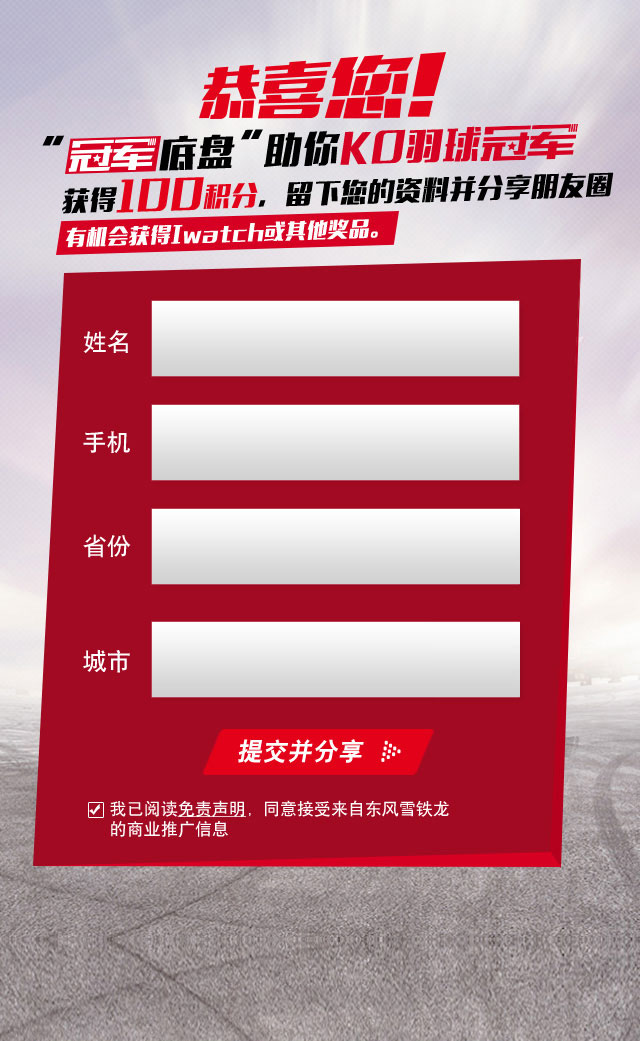 恭喜您!
“冠军底盘”助你KO羽球冠军
获得100积分，留下您的资料并分享朋友圈
有机会获得Iwatch或其他奖品。
姓名
手机
省份
城市
提交并分享
我已阅读免责声明，同意接受来自东风雪铁龙
的商业推广信息